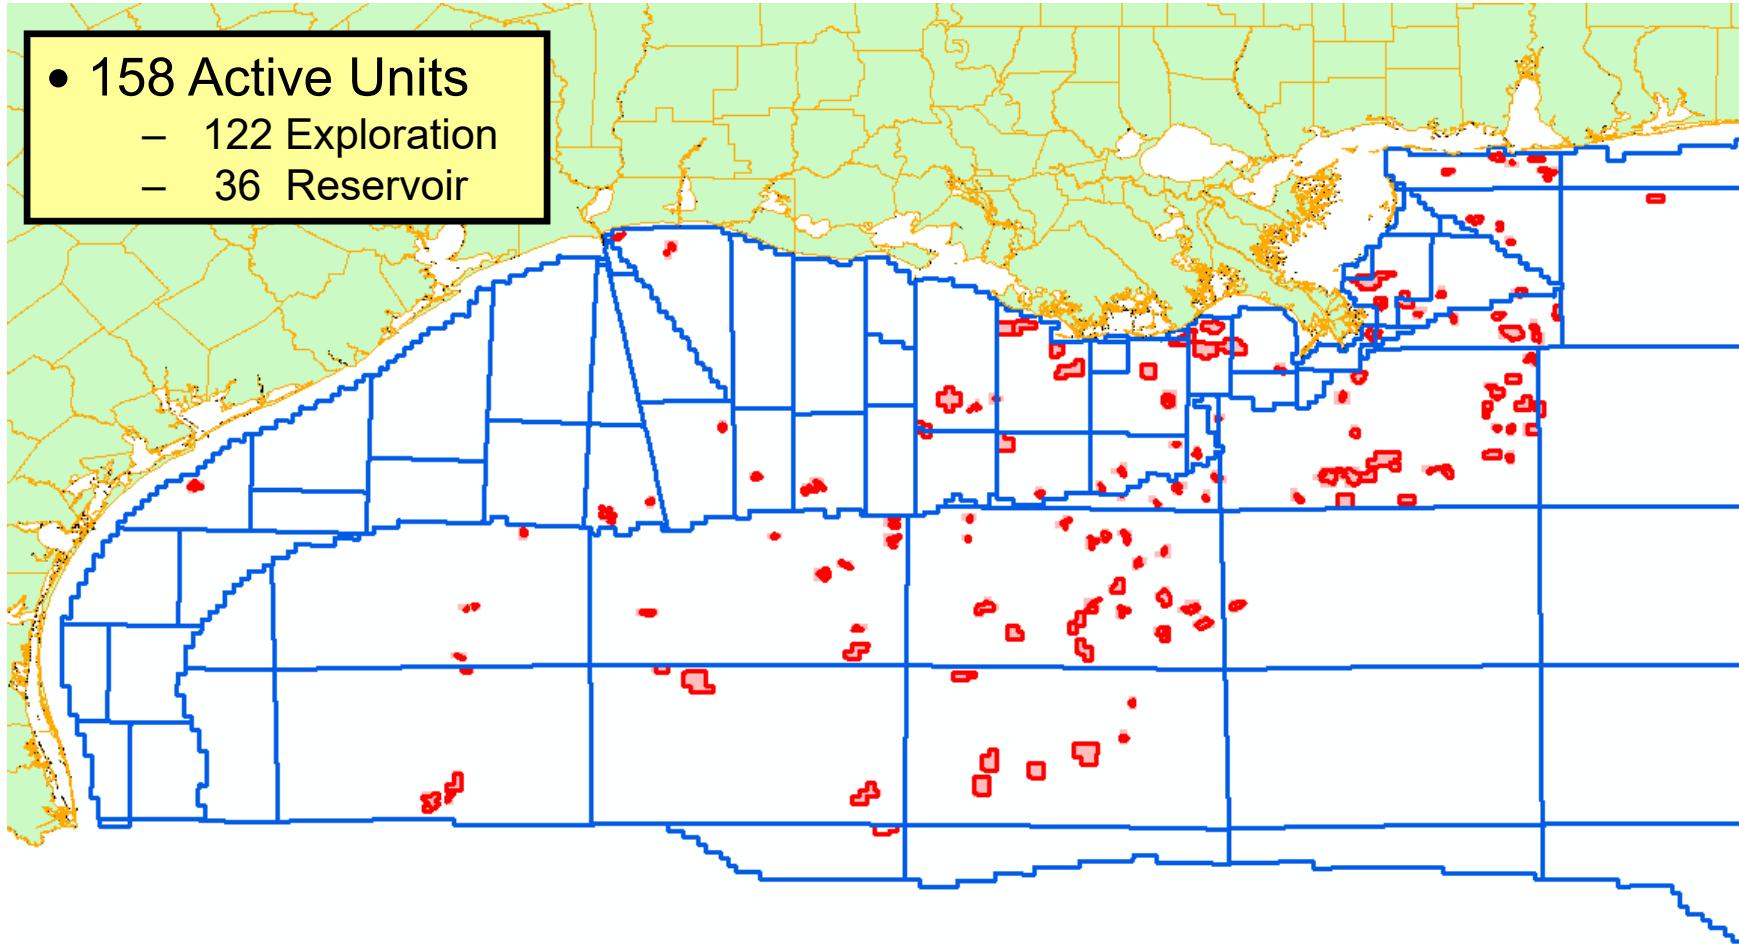 • 158 Active Units
– 122 Exploration
– 36 Reservoir